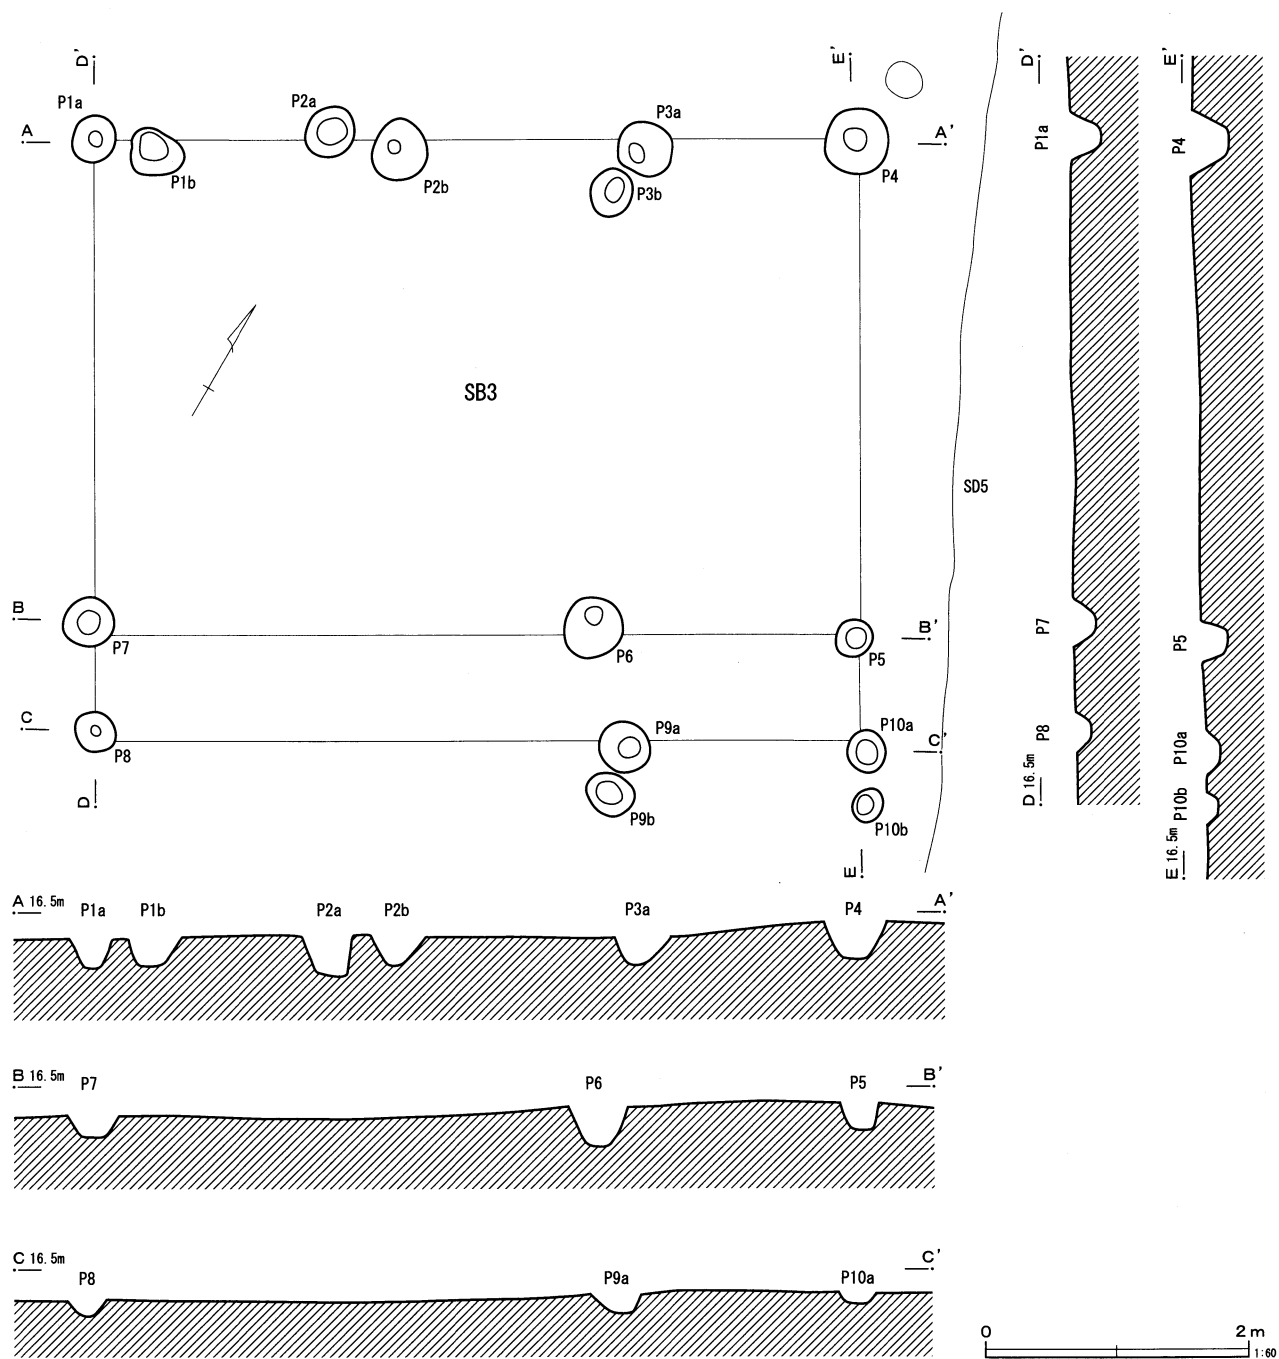 D' E' D' E'
P1a P2a P3a
A A'
P1b P2b P3b P4
P1a P4
SB3
SD5
B B'
P7 P6 P5
P7 P5
C P9a P10a C'
P8
P8 P10a
D P9b P10b
D 16.5m P10b
E E 16.5m
A 16.5m P1a P1b P2a P2b P3a P4 A'
B 16.5m P7 P6 P5 B'
C 16.5m P8 P9a P10a C'
0 2m
1:60